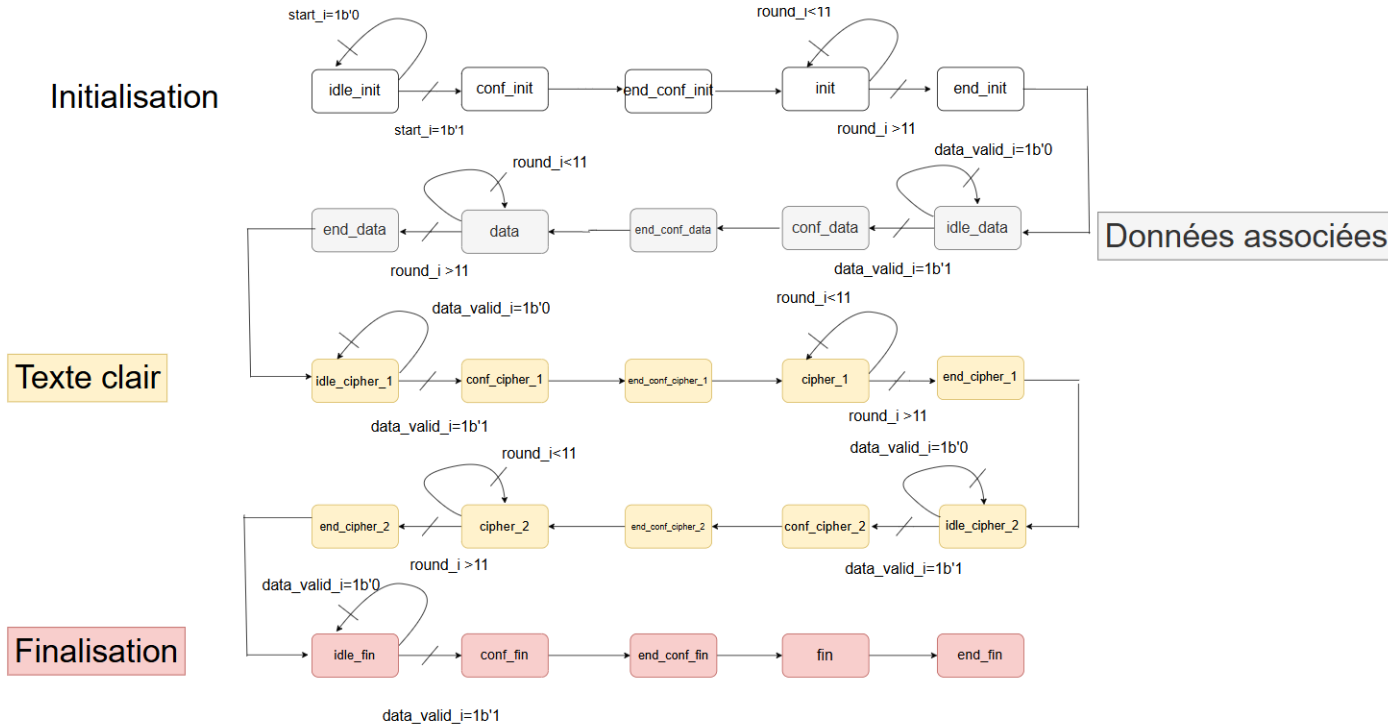 start_i=1b'0
round_i<11
Initialisation
idle_init
conf_init
end_conf_init
init
end_init
start_i=1b'1
round_i >11
data_valid_i=1b'0
round_i<11
end_data
data
end_conf_data
conf_data
idle_data
Données associées
round_i >11
data_valid_i=1b'1
data_valid_i=1b'0
round_i<11
Texte clair
idle_cipher_1
conf_cipher_1
end_conf_cipher_1
cipher_1
end_cipher_1
data_valid_i=1b'1
round_i >11
round_i<11
data_valid_i=1b'0
end_cipher_2
cipher_2
end_conf_cipher_2
conf_cipher_2
idle_cipher_2
round_i >11
data_valid_i=1b'1
data_valid_i=1b'0
Finalisation
idle_fin
conf_fin
end_conf_fin
fin
end_fin
data_valid_i=1b'1